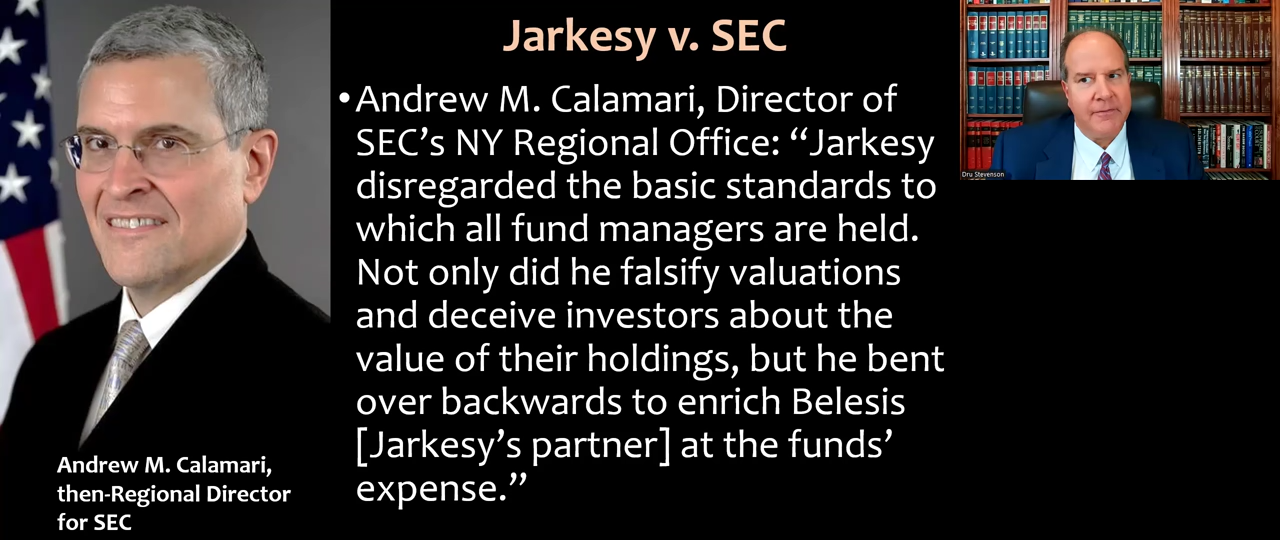 Jarkesy v. SEC
•Andrew M. Calamari, Director of
SEC’s NY Regional Office: “Jarkesy
disregarded the basic standards to
which all fund managers are held.
Not only did he falsify valuations
and deceive investors about the
value of their holdings, but he bent
over backwards to enrich Belesis
[Jarkesy’s partner] at the funds’
expense.”
Andrew M. Calamari,
then-Regional Director
for SEC
Dru Stevenson